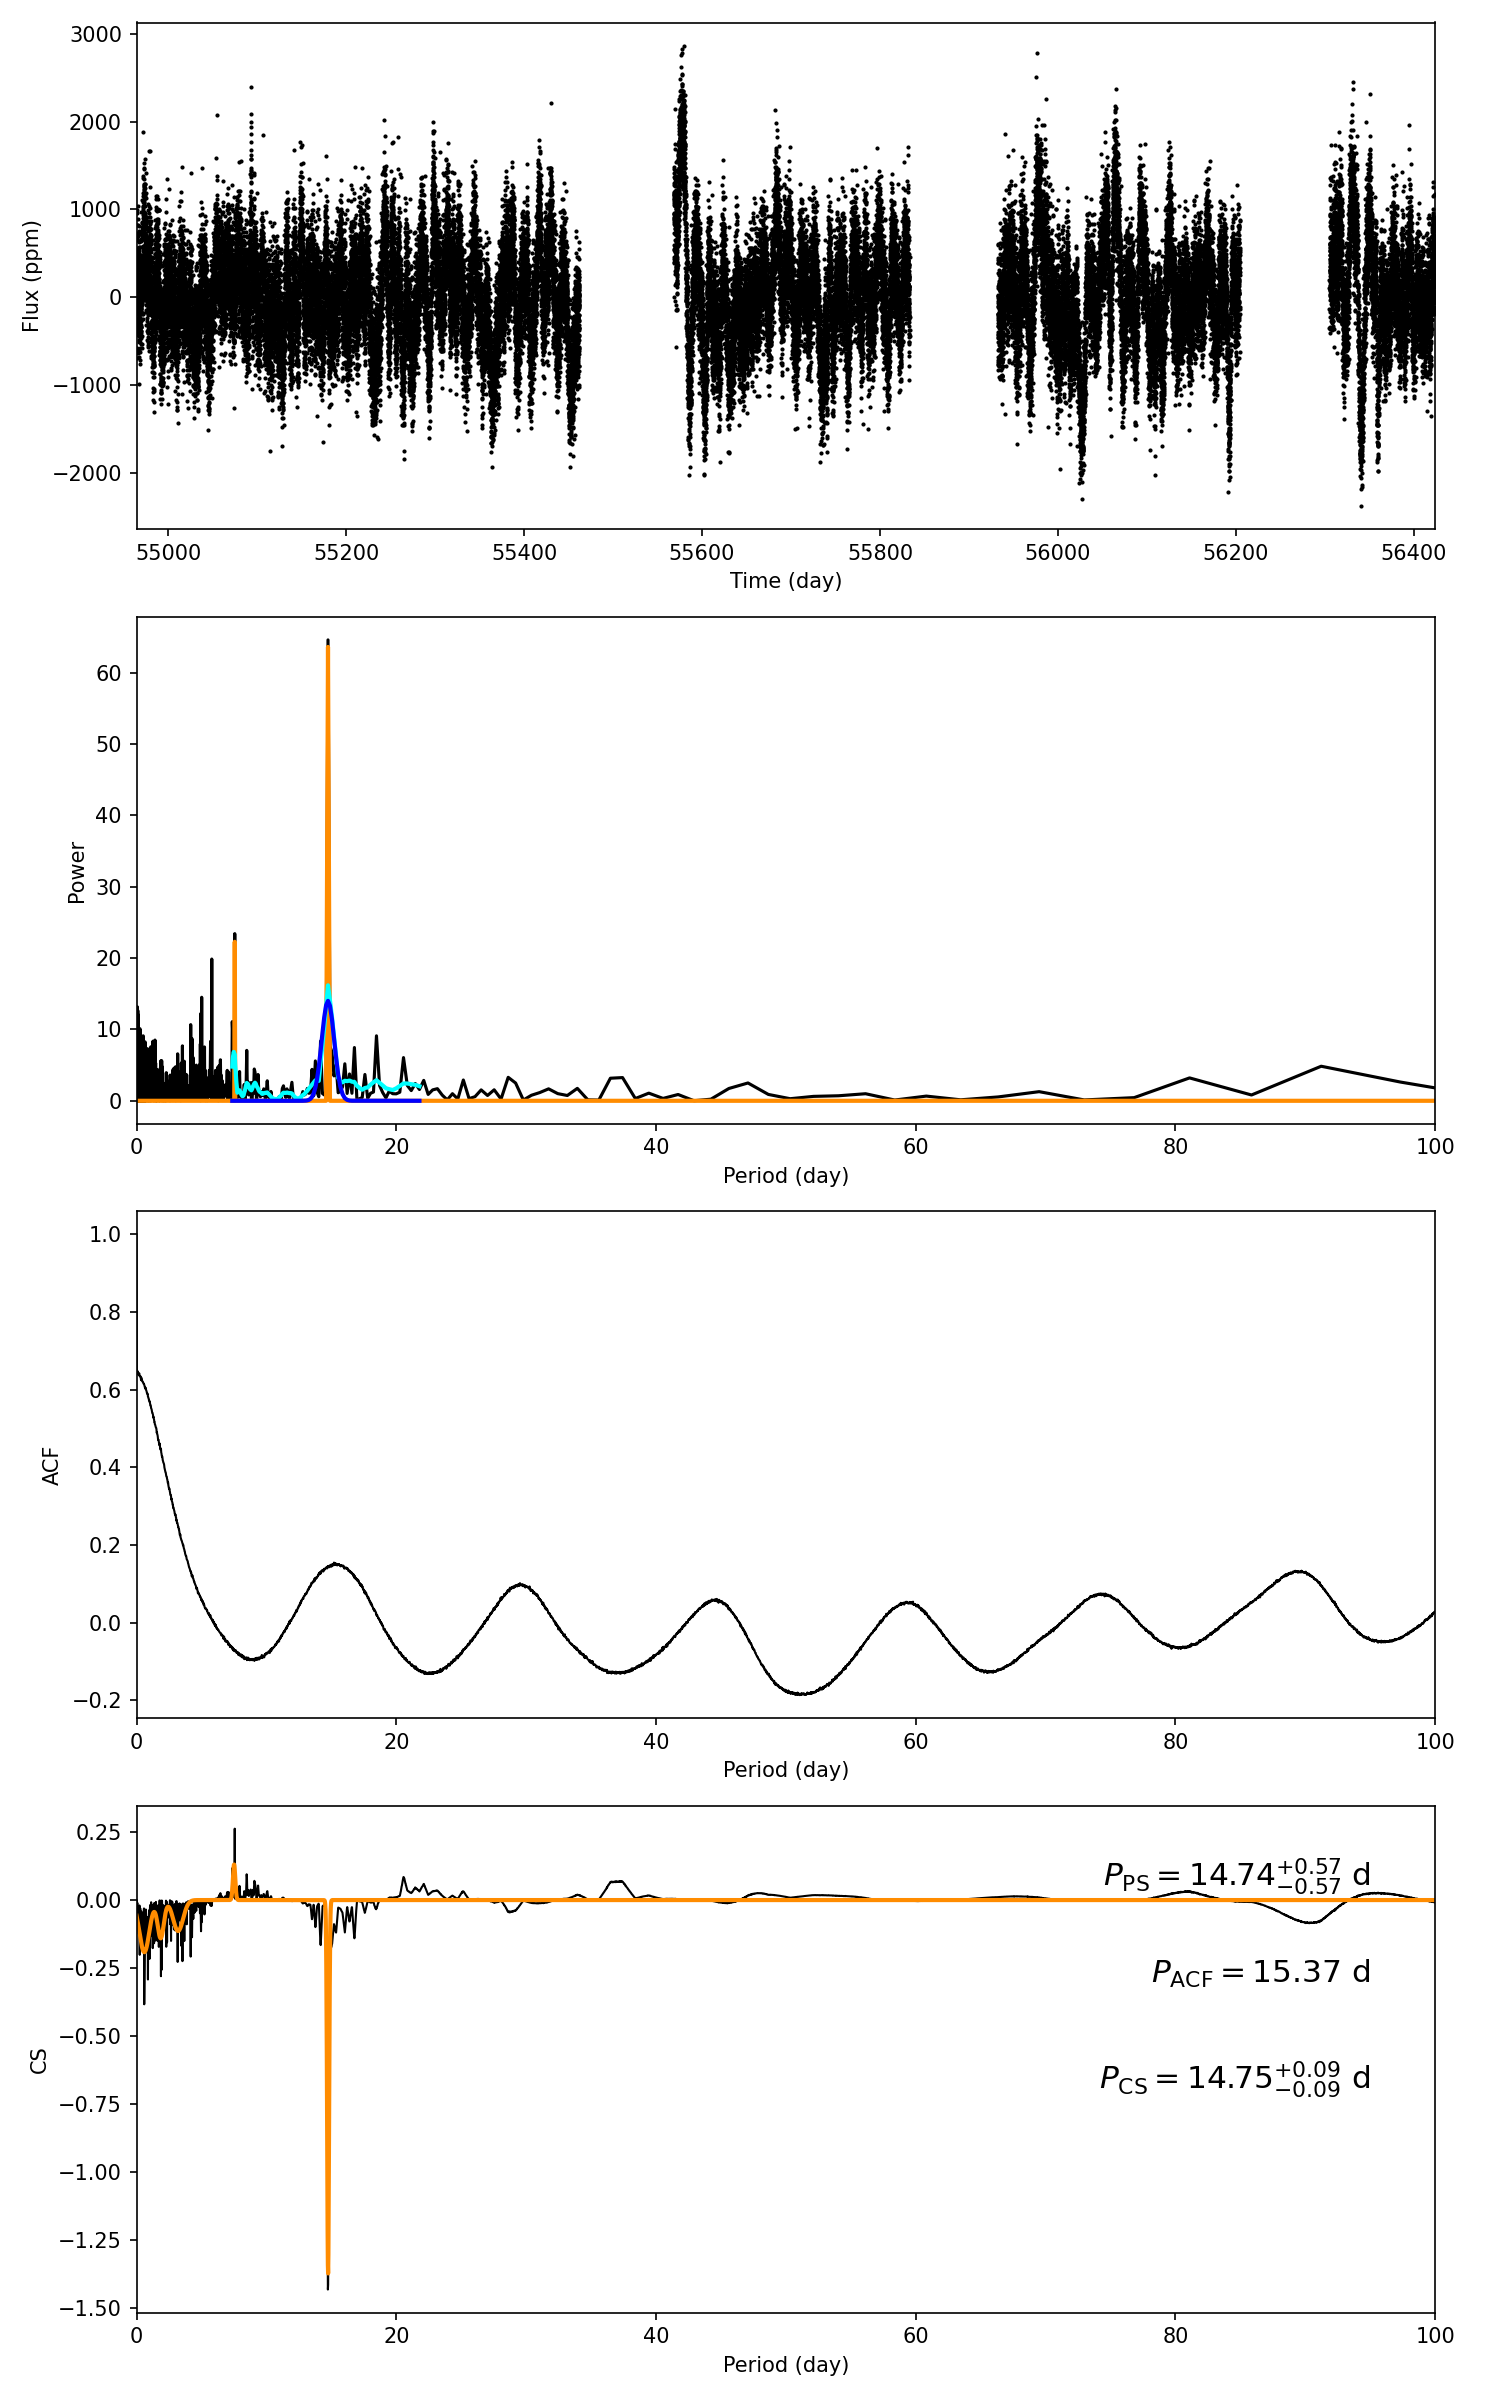 3000
2000
1000
0
−1000
−2000
Flux (ppm)
55000 55200 55400 55600 55800 56000 56200 56400
Time (day)
60
50
40
30
20
10
0
Power
0 20 40 60 80 100
Period (day)
1.0
0.8
0.6
0.4
0.2
0.0
−0.2
ACF
0 20 40 60 80 100
Period (day)
0.25
0.00
−0.25
−0.50
−0.75
−1.00
−1.25
−1.50
CS
P_PS = 14.74 +0.57 −0.57 d
P_ACF = 15.37 d
P_CS = 14.75 +0.09 −0.09 d
0 20 40 60 80 100
Period (day)